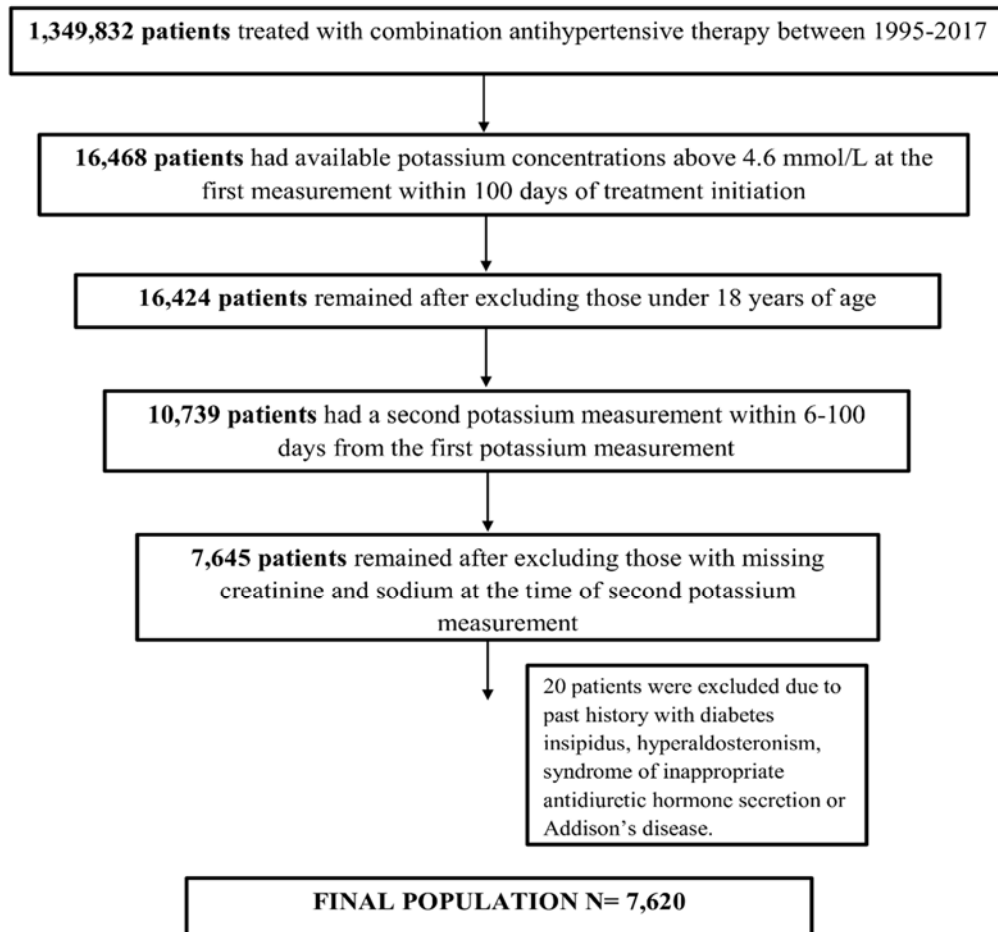 1,349,832 patients treated with combination antihypertensive therapy between 1995-2017
16,468 patients had available potassium concentrations above 4.6 mmol/L at the
first measurement within 100 days of treatment initiation
16,424 patients remained after excluding those under 18 years of age
10,739 patients had a second potassium measurement within 6-100
days from the first potassium measurement
7,645 patients remained after excluding those with missing
creatinine and sodium at the time of second potassium
measurement
20 patients were excluded due to
past history with diabetes
insipidus, hyperaldosteronism,
syndrome of inappropriate
antidiuretic hormone secretion or
Addison's disease.
FINAL POPULATION N= 7,620